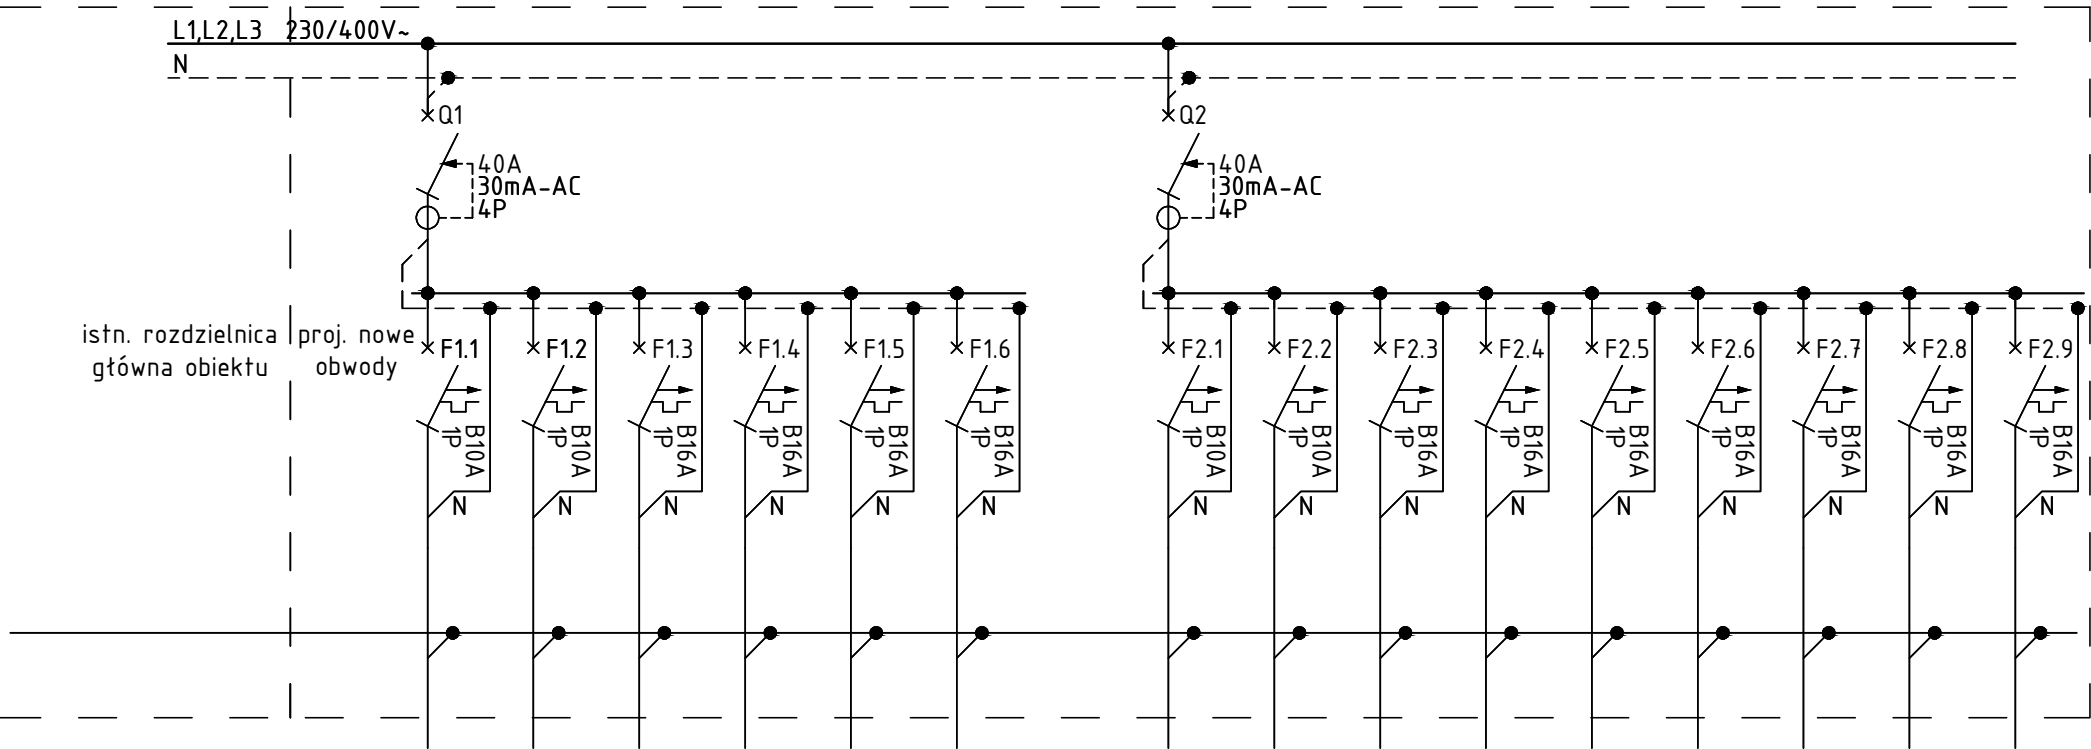 L1,L2,L3 230/400V~
N
Q1
40A
30mA-AC
4P
Q2
40A
30mA-AC
4P
istn. rozdzielnica
główna obiektu
proj. nowe
obwody
F1.1
B10A
1P
N
F1.2
B10A
1P
N
F1.3
B16A
1P
N
F1.4
B16A
1P
N
F1.5
B16A
1P
N
F1.6
B16A
1P
N
F2.1
B10A
1P
N
F2.2
B16A
1P
N
F2.3
B16A
1P
N
F2.4
B16A
1P
N
F2.5
B16A
1P
N
F2.6
B16A
1P
N
F2.7
B16A
1P
N
F2.8
B16A
1P
N
F2.9
B16A
1P
N